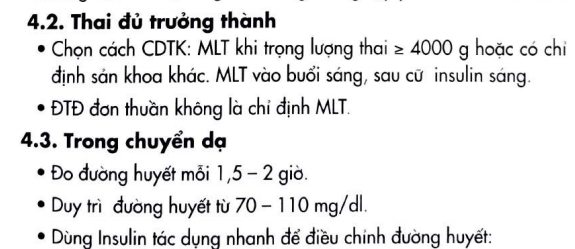 4.2. Thai đủ trưởng thành
• Chọn cách CDTK: MLT khi trọng lượng thai ≥ 4000 g hoặc có chỉ
định sản khoa khác. MLT vào buổi sáng, sau cữ insulin sáng.
• ĐTĐ đơn thuần không là chỉ định MLT.
4.3. Trong chuyển dạ
• Đo đường huyết mỗi 1,5 – 2 giờ.
• Duy trì đường huyết từ 70 – 110 mg/dl.
• Dùng Insulin tác dụng nhanh để điều chỉnh đường huyết: